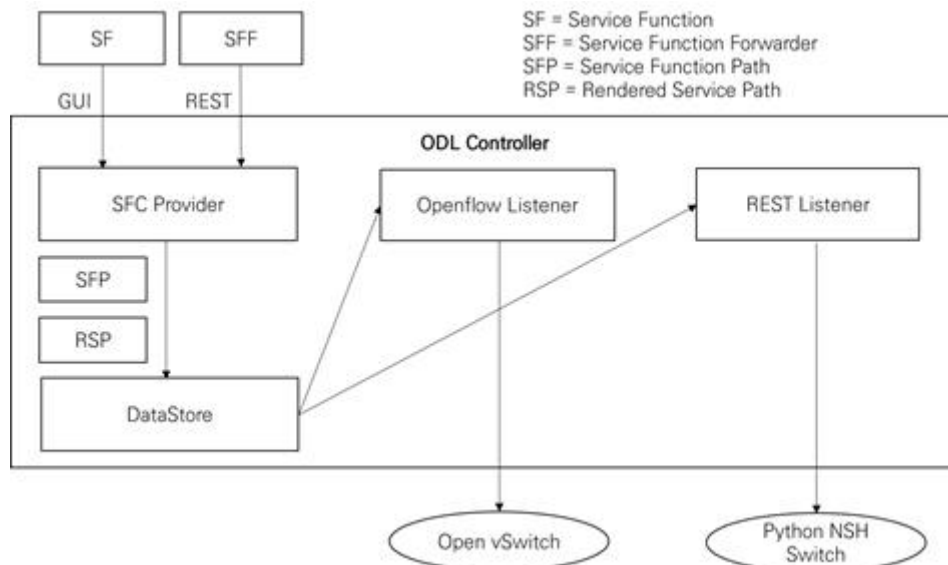 SF
SFF
SF = Service Function
SFF = Service Function Forwarder
SFP = Service Function Path
RSP = Rendered Service Path
GUI
REST
ODL Controller
SFC Provider
Openflow Listener
REST Listener
SFP
RSP
DataStore
Open vSwitch
Python NSH
Switch